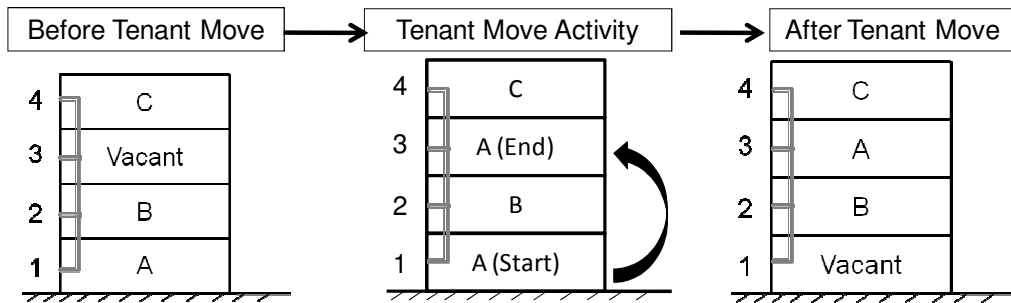 Before Tenant Move
Tenant Move Activity
After Tenant Move
4
C
3
Vacant
2
B
1
A
4
C
3
A (End)
2
B
1
A (Start)
4
C
3
A
2
B
1
Vacant